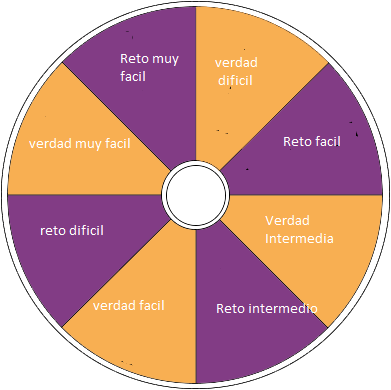 Reto muy
facil
verdad
dificil
Reto facil
verdad muy facil
Verdad
Intermedia
reto dificil
verdad facil
Reto intermedio